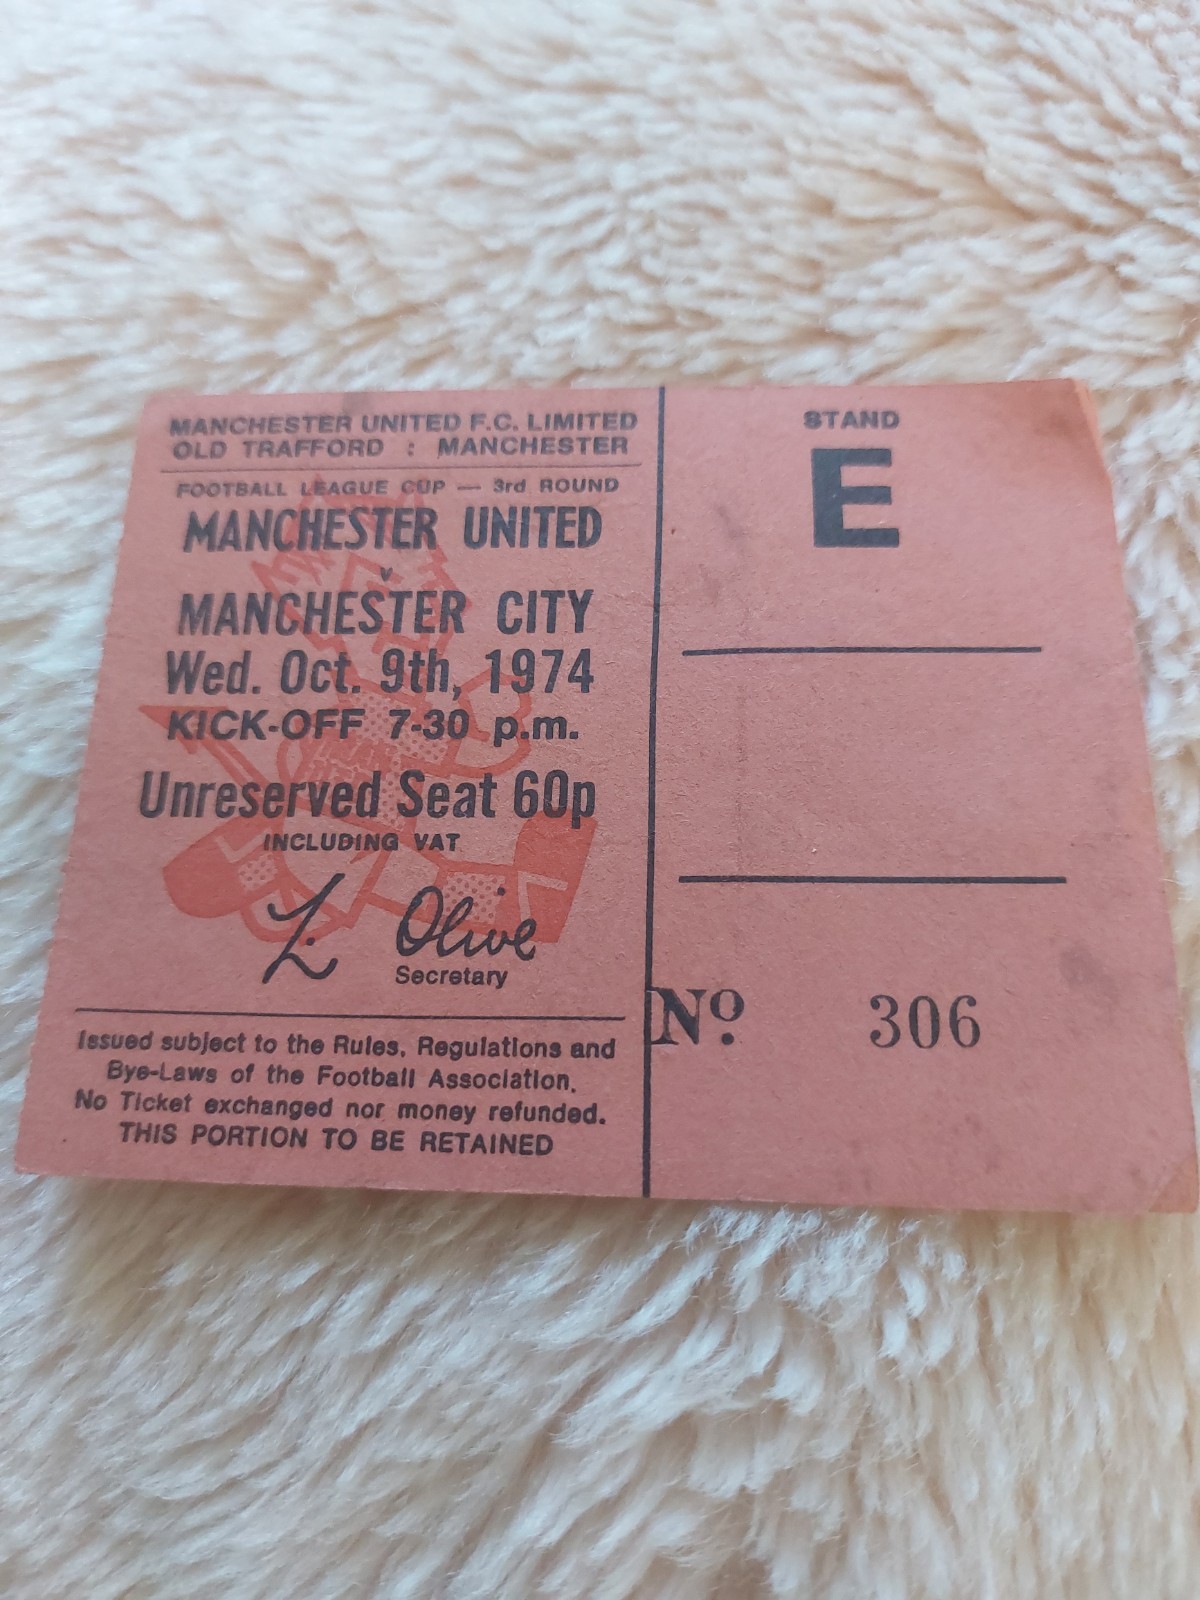 MANCHESTER UNITED F.C. LIMITED
OLD TRAFFORD : MANCHESTER
FOOTBALL LEAGUE CUP — 3rd ROUND
MANCHESTER UNITED
v
MANCHESTER CITY
Wed. Oct. 9th, 1974
KICK-OFF 7-30 p.m.
Unreserved Seat 60p
INCLUDING VAT
L. Olive
Secretary
Issued subject to the Rules, Regulations and
Bye-Laws of the Football Association.
No Ticket exchanged nor money refunded.
THIS PORTION TO BE RETAINED
STAND
E
Nº. 306